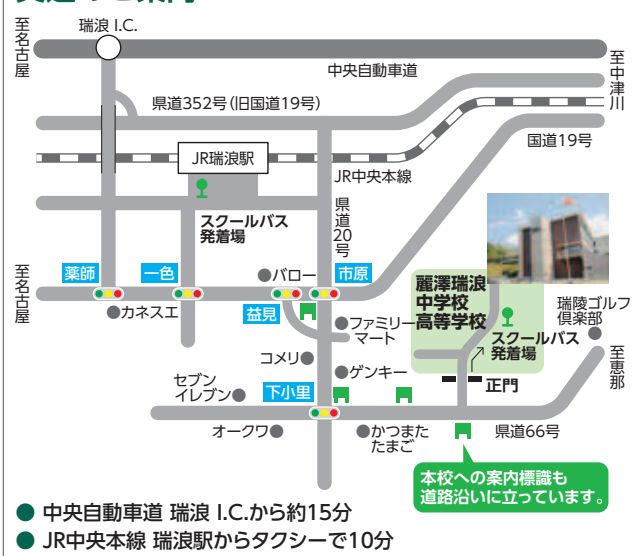 至名古屋
瑞浪 I.C.
中央自動車道
至中津川
県道352号(旧国道19号)
国道19号
JR瑞浪駅
JR中央本線
スクールバス
発着場
県道20号
至名古屋
薬師
一色
●バロー
市原
●カネスエ
益見
●ファミリー
マート
麗澤瑞浪
中学校
高等学校
スクールバス
発着場
瑞陵ゴルフ
倶楽部●
至恵那
コメリ●
●ゲンキー
正門
セブン
イレブン●
下小里
オークワ●
●かつまた
たまご
県道66号
本校への案内標識も
道路沿いに立っています。
● 中央自動車道 瑞浪 I.C.から約15分
● JR中央本線 瑞浪駅からタクシーで10分